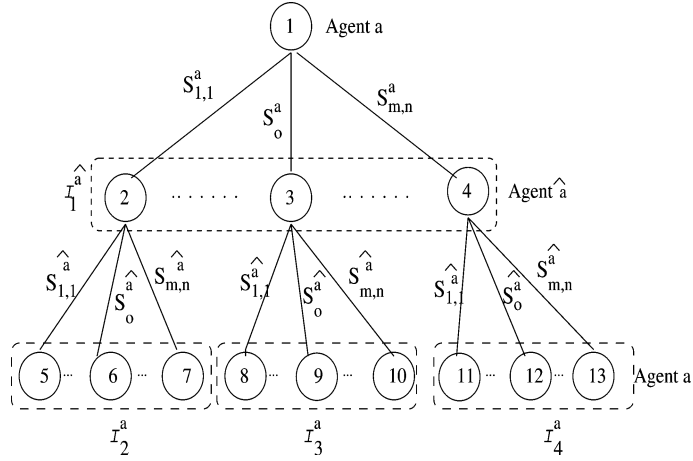 1 Agent a
S^a_{1,1} S^a_o S^a_{m,n}
I^â_1 2 ........ 3 ........ 4 Agent â
S^â_{1,1} S^â_o S^â_{m,n} S^â_{1,1} S^â_o S^â_{m,n} S^â_{1,1} S^â_o S^â_{m,n}
5 ... 6 ... 7 8 ... 9 ... 10 11 ... 12 ... 13 Agent a
I^a_2 I^a_3 I^a_4